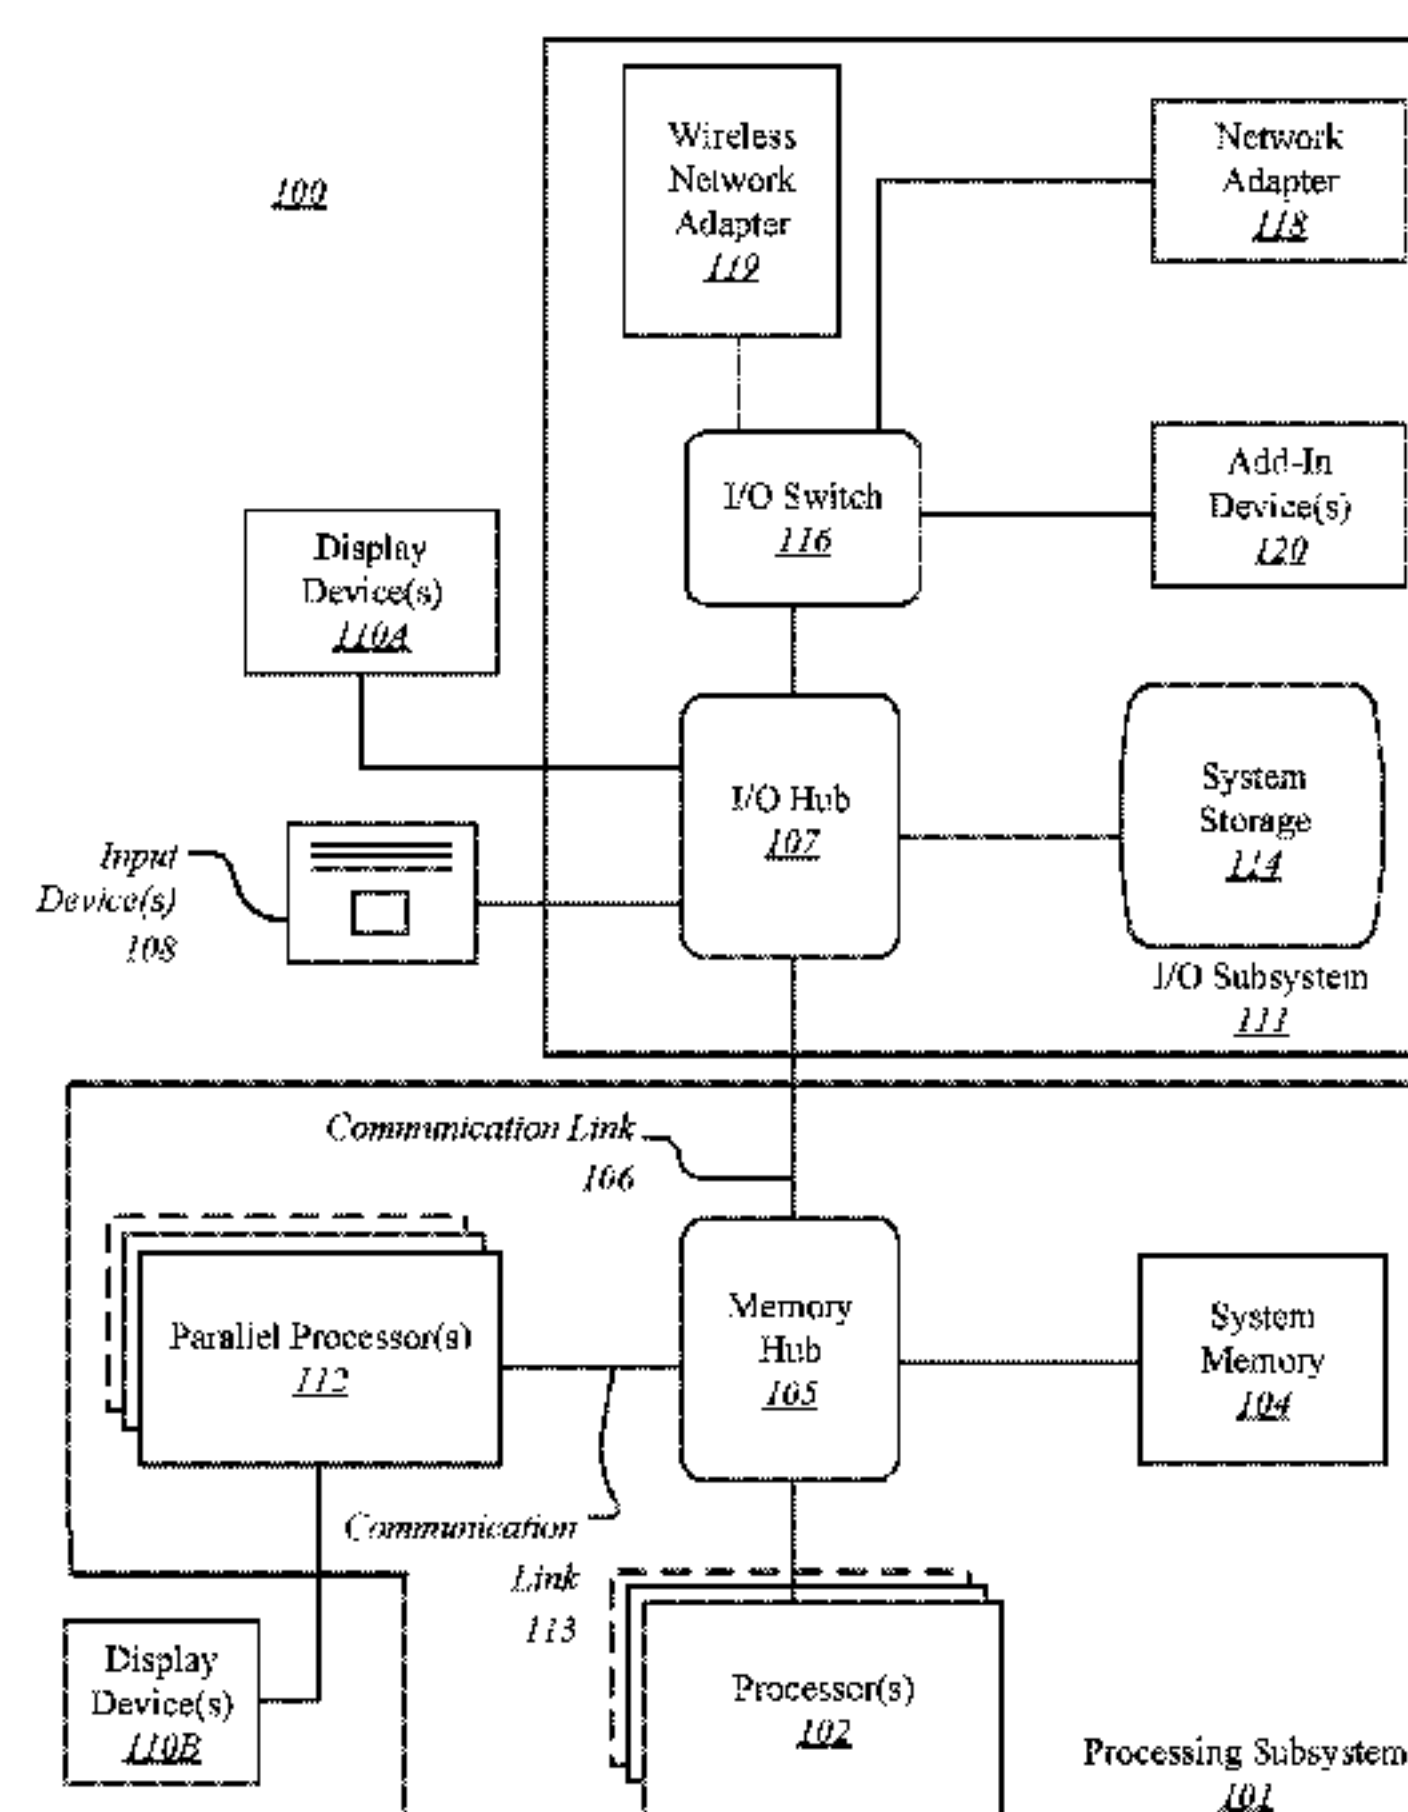 100
Wireless
Network
Adapter
119
Network
Adapter
118
I/O Switch
116
Add-In
Device(s)
120
Display
Device(s)
110A
I/O Hub
107
System
Storage
114
Input
Device(s)
108
I/O Subsystem
111
Communication Link
106
Parallel Processor(s)
112
Memory
Hub
105
System
Memory
104
Communication
Link
113
Display
Device(s)
110B
Processor(s)
102
Processing Subsystem
101